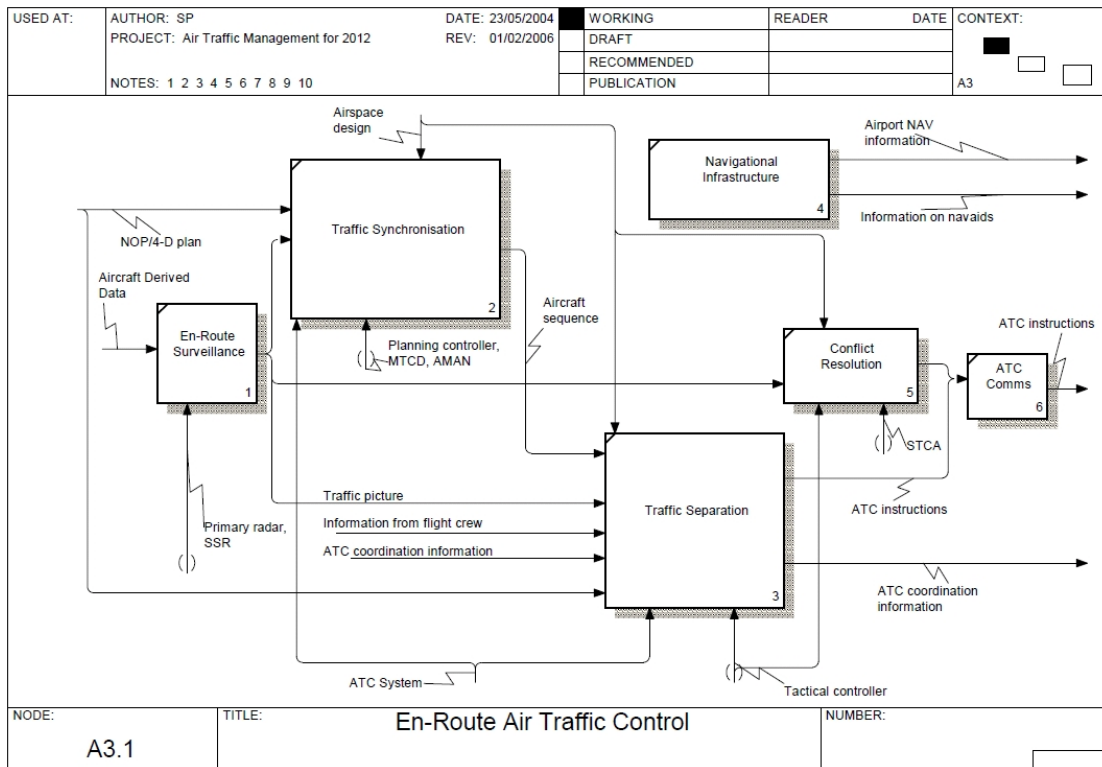 USED AT:
AUTHOR: SP
DATE: 23/05/2004
PROJECT: Air Traffic Management for 2012
REV: 01/02/2006
NOTES: 1 2 3 4 5 6 7 8 9 10
WORKING
DRAFT
RECOMMENDED
PUBLICATION
READER
DATE
CONTEXT:
A3
Airspace
design
Navigational
Infrastructure
4
Airport NAV
information
Information on navaids
NOP/4-D plan
Traffic Synchronisation
2
Aircraft Derived
Data
En-Route
Surveillance
1
Planning controller,
MTCD, AMAN
Aircraft
sequence
Conflict
Resolution
5
ATC instructions
ATC
Comms
6
STCA
Traffic picture
Information from flight crew
ATC coordination information
Traffic Separation
3
ATC instructions
Primary radar,
SSR
ATC coordination
information
ATC System
Tactical controller
NODE:
A3.1
TITLE:
En-Route Air Traffic Control
NUMBER: